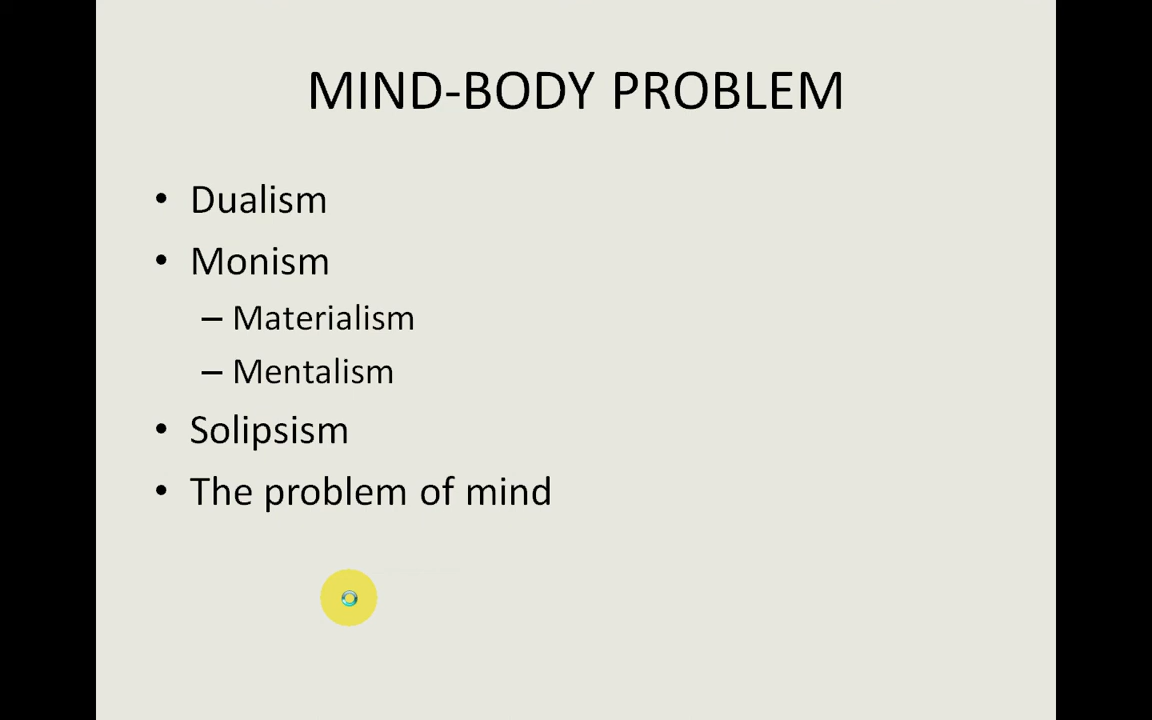 MIND-BODY PROBLEM
• Dualism
• Monism
– Materialism
– Mentalism
• Solipsism
• The problem of mind